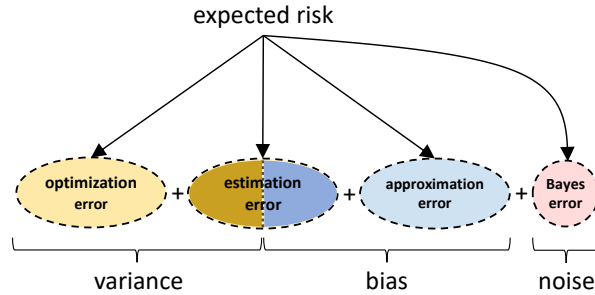 expected risk
optimization
error
+
estimation
error
+
approximation
error
+
Bayes
error
variance
bias
noise